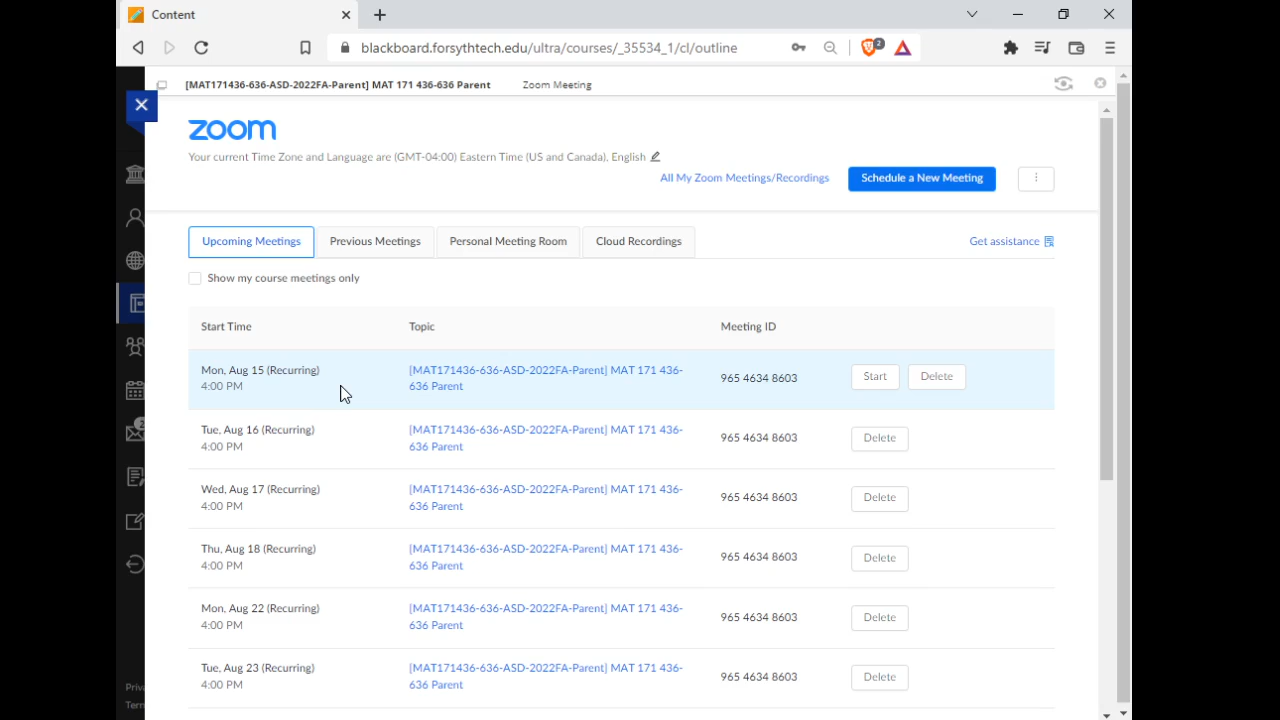 Content
blackboard.forsythtech.edu/ultra/courses/_35534_1/cl/outline
2
[MAT171436-636-ASD-2022FA-Parent] MAT 171 436-636 Parent
Zoom Meeting
zoom
Your current Time Zone and Language are (GMT-04:00) Eastern Time (US and Canada), English
All My Zoom Meetings/Recordings
Schedule a New Meeting
Upcoming Meetings
Previous Meetings
Personal Meeting Room
Cloud Recordings
Get assistance
Show my course meetings only
Start Time
Topic
Meeting ID
Mon, Aug 15 (Recurring)
4:00 PM
[MAT171436-636-ASD-2022FA-Parent] MAT 171 436-
636 Parent
965 4634 8603
Start
Delete
Tue, Aug 16 (Recurring)
4:00 PM
[MAT171436-636-ASD-2022FA-Parent] MAT 171 436-
636 Parent
965 4634 8603
Delete
Wed, Aug 17 (Recurring)
4:00 PM
[MAT171436-636-ASD-2022FA-Parent] MAT 171 436-
636 Parent
965 4634 8603
Delete
Thu, Aug 18 (Recurring)
4:00 PM
[MAT171436-636-ASD-2022FA-Parent] MAT 171 436-
636 Parent
965 4634 8603
Delete
Mon, Aug 22 (Recurring)
4:00 PM
[MAT171436-636-ASD-2022FA-Parent] MAT 171 436-
636 Parent
965 4634 8603
Delete
Tue, Aug 23 (Recurring)
4:00 PM
[MAT171436-636-ASD-2022FA-Parent] MAT 171 436-
636 Parent
965 4634 8603
Delete
Priv
Tern